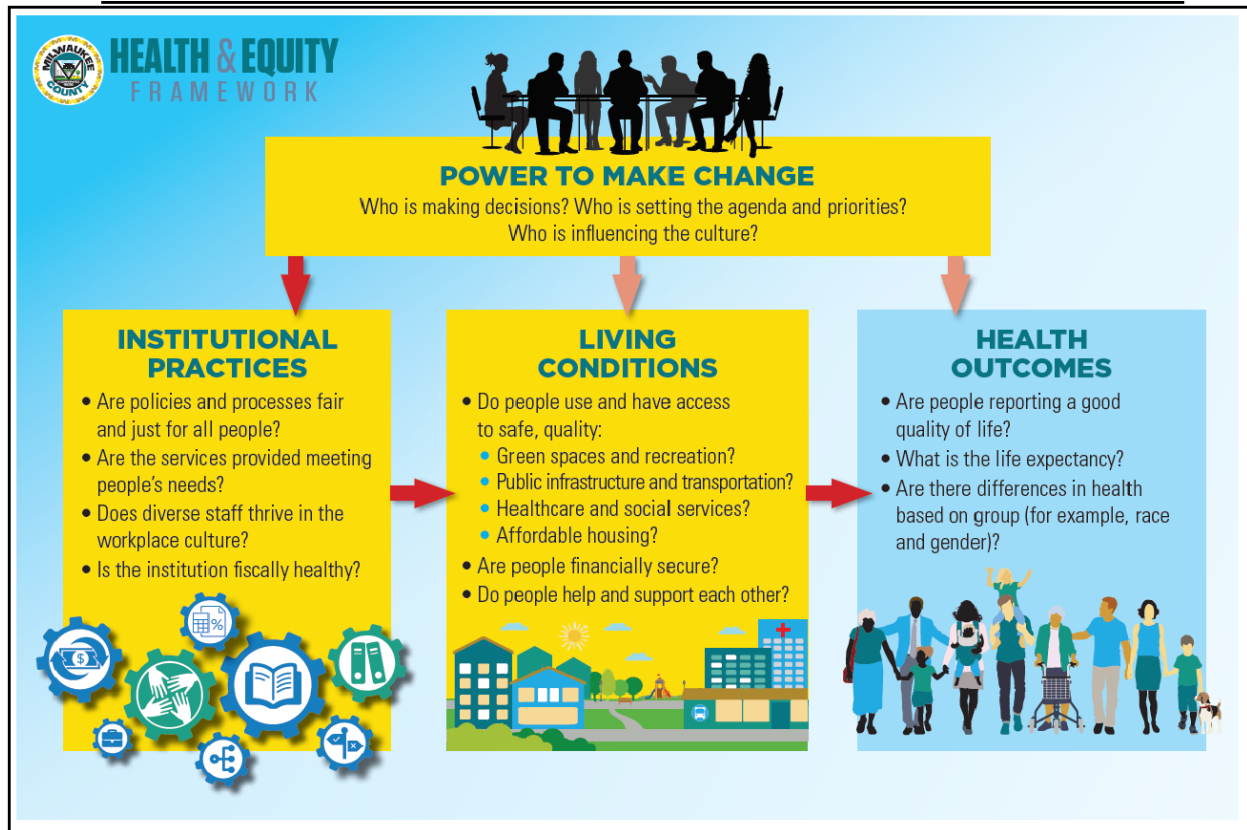 MILWAUKEE
COUNTY
HEALTH & EQUITY
FRAMEWORK
POWER TO MAKE CHANGE
Who is making decisions? Who is setting the agenda and priorities?
Who is influencing the culture?
INSTITUTIONAL
PRACTICES
• Are policies and processes fair
and just for all people?
• Are the services provided meeting
people's needs?
• Does diverse staff thrive in the
workplace culture?
• Is the institution fiscally healthy?
$
%
LIVING
CONDITIONS
• Do people use and have access
to safe, quality:
• Green spaces and recreation?
• Public infrastructure and transportation?
• Healthcare and social services?
• Affordable housing?
• Are people financially secure?
• Do people help and support each other?
HEALTH
OUTCOMES
• Are people reporting a good
quality of life?
• What is the life expectancy?
• Are there differences in health
based on group (for example, race
and gender)?